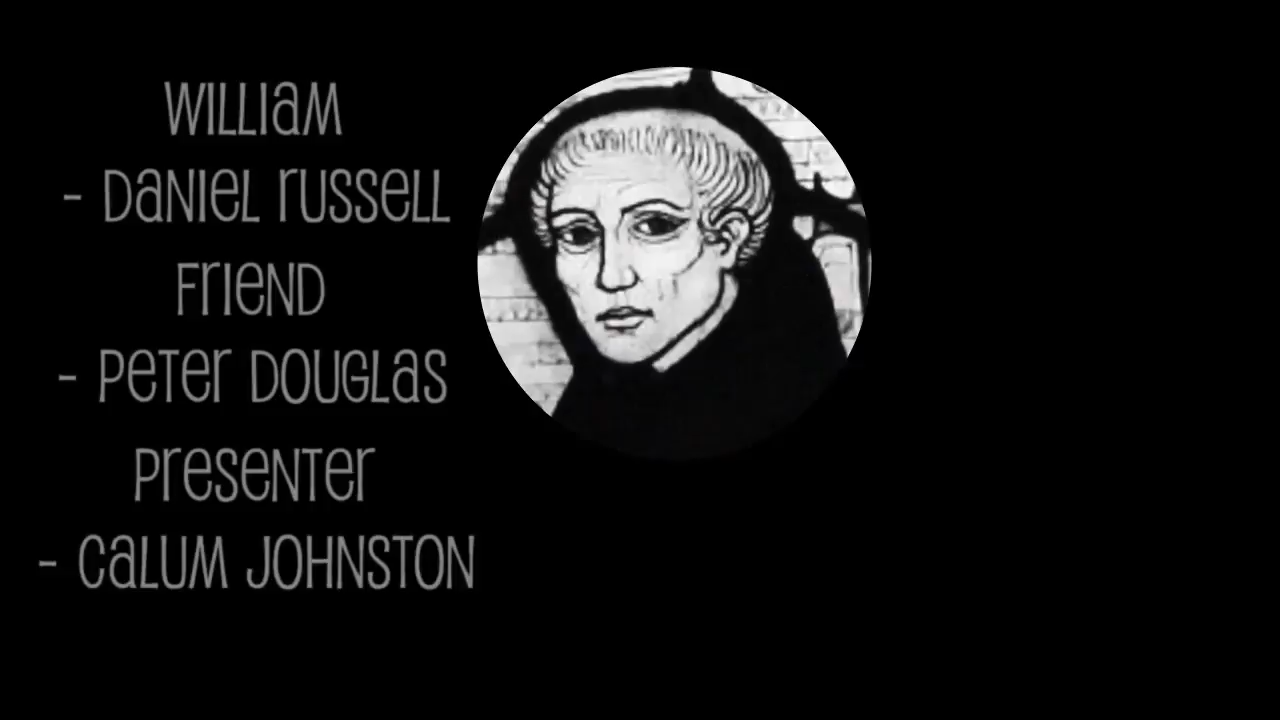 William
- Daniel Russell
Friend
- Peter Douglas
Presenter
- Calum Johnston